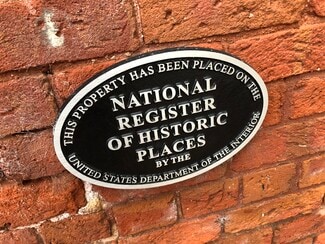 THIS PROPERTY HAS BEEN PLACED ON THE
NATIONAL
REGISTER
OF HISTORIC
PLACES
BY THE
UNITED STATES DEPARTMENT OF THE INTERIOR